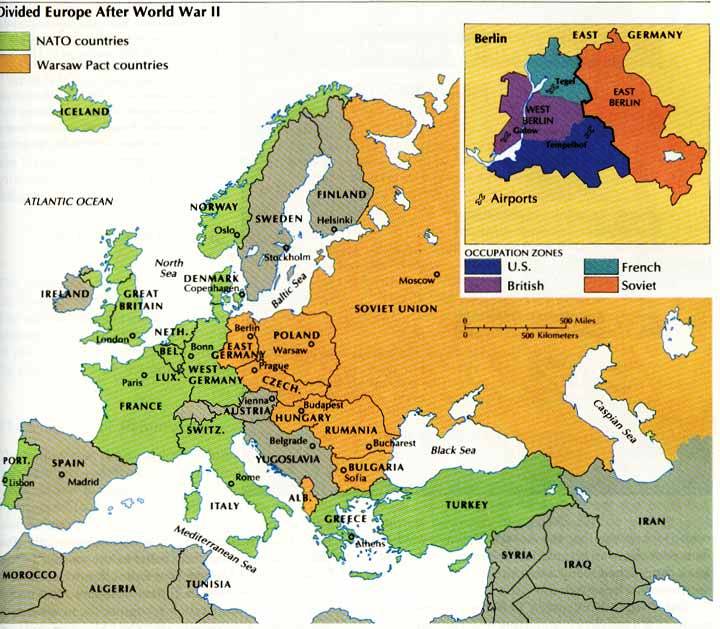 Divided Europe After World War II
NATO countries
Warsaw Pact countries
Berlin
EAST GERMANY
Tegel
WEST
BERLIN
EAST
BERLIN
Gatow
Tempelhof
Airports
OCCUPATION ZONES
U.S.
French
British
Soviet
0 500 Miles
0 500 Kilometers
ICELAND
ATLANTIC OCEAN
NORWAY
Oslo
SWEDEN
FINLAND
Helsinki
Stockholm
North
Sea
DENMARK
Copenhagen
Baltic Sea
Moscow
SOVIET UNION
IRELAND
GREAT
BRITAIN
London
NETH.
BEL.
LUX.
Bonn
WEST
GERMANY
Berlin
EAST
GERMANY
POLAND
Warsaw
Prague
CZECH.
Paris
FRANCE
Vienna
AUSTRIA
Budapest
HUNGARY
SWITZ.
RUMANIA
Bucharest
Belgrade
YUGOSLAVIA
BULGARIA
Sofia
Black Sea
Caspian Sea
PORT.
Lisbon
SPAIN
Madrid
Rome
ITALY
ALB.
GREECE
Athens
TURKEY
Mediterranean Sea
MOROCCO
ALGERIA
TUNISIA
SYRIA
IRAQ
IRAN